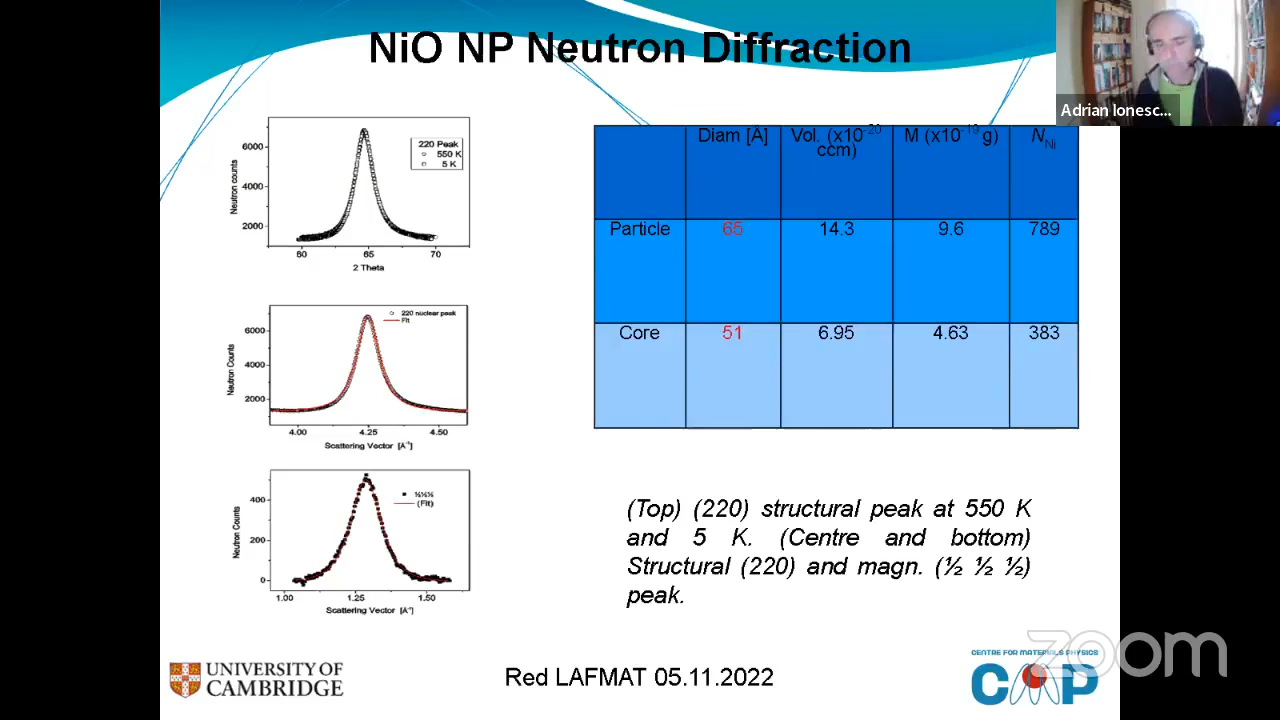 NiO NP Neutron Diffraction
Adrian Ionesc...
220 Peak
550 K
5 K
6000
4000
2000
Neutron counts
60 65 70
2 Theta
220 nuclear peak
Fit
6000
4000
2000
Neutron Counts
4.00 4.25 4.50
Scattering Vector [Å⁻¹]
½½½
(Fit)
400
200
0
Neutron Counts
1.00 1.25 1.50
Scattering Vector [Å⁻¹]
Diam [Å] Vol. (x10⁻²⁰ M (x10⁻¹⁹ g) N_Ni
ccm)
Particle 65 14.3 9.6 789
Core 51 6.95 4.63 383
(Top) (220) structural peak at 550 K
and 5 K. (Centre and bottom)
Structural (220) and magn. (½ ½ ½)
peak.
UNIVERSITY OF
CAMBRIDGE
Red LAFMAT 05.11.2022
CENTRE FOR MATERIALS PHYSICS
CMP
zoom